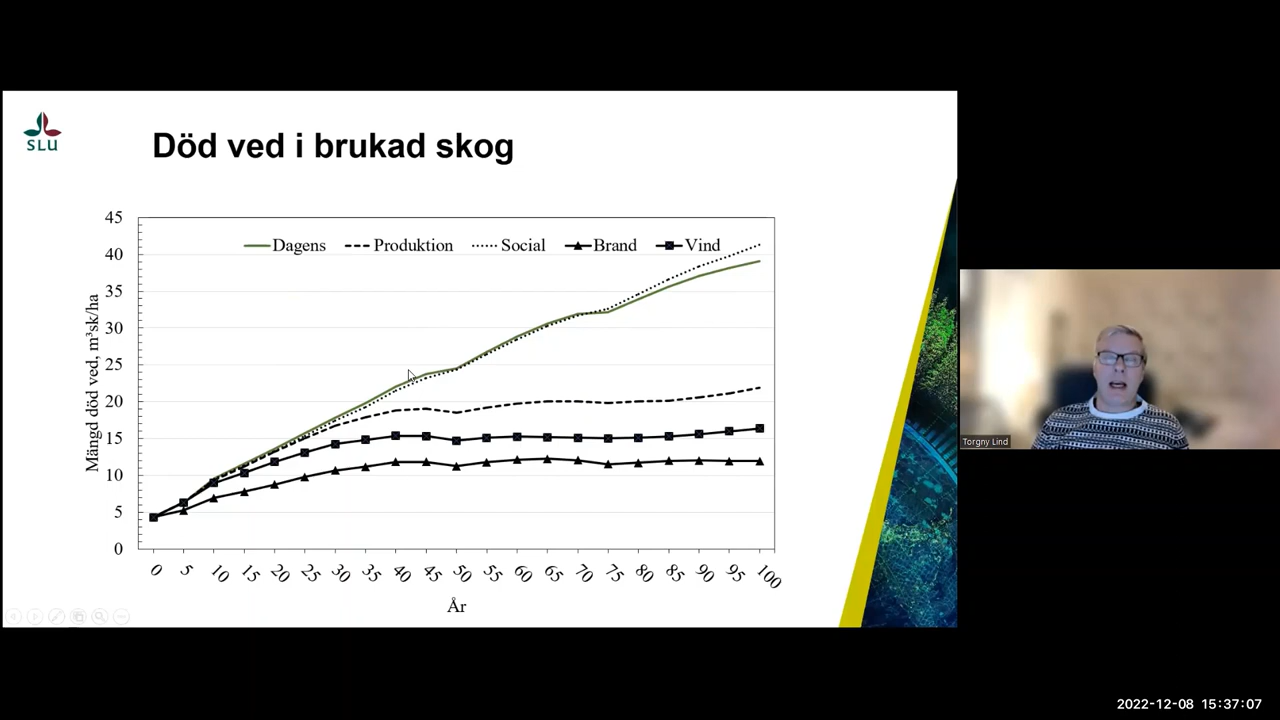 SLU
Död ved i brukad skog
Dagens Produktion Social Brand Vind
Mängd död ved, m³sk/ha
45
40
35
30
25
20
15
10
5
0
0 5 10 15 20 25 30 35 40 45 50 55 60 65 70 75 80 85 90 95 100
År
Torgny Lind
2022-12-08 15:37:07